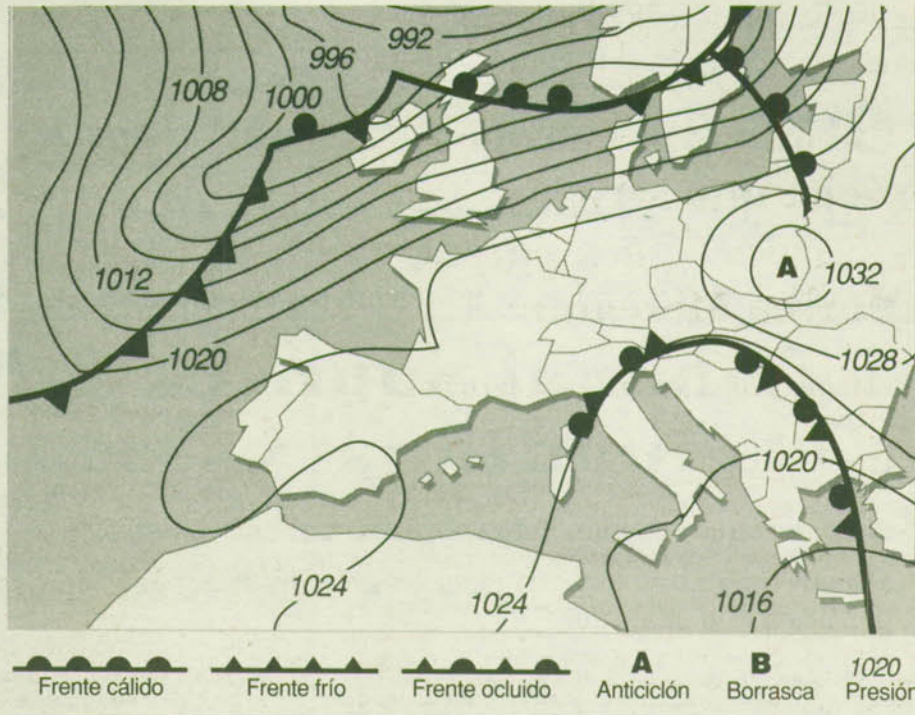 992
996
1008
1000
1012
1020
A
1032
1028
1020
1024
1024
1016
A
B
1020
Frente cálido
Frente frío
Frente ocluido
Anticiclón
Borrasca
Presión